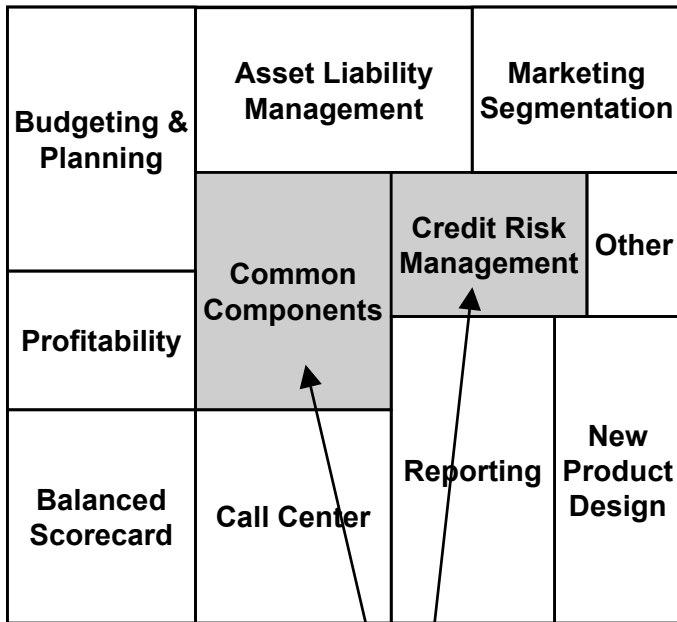 Asset Liability
Management
Marketing
Segmentation
Budgeting &
Planning
Credit Risk
Management
Other
Common
Components
Profitability
New
Product
Design
Reporting
Balanced
Scorecard
Call Center